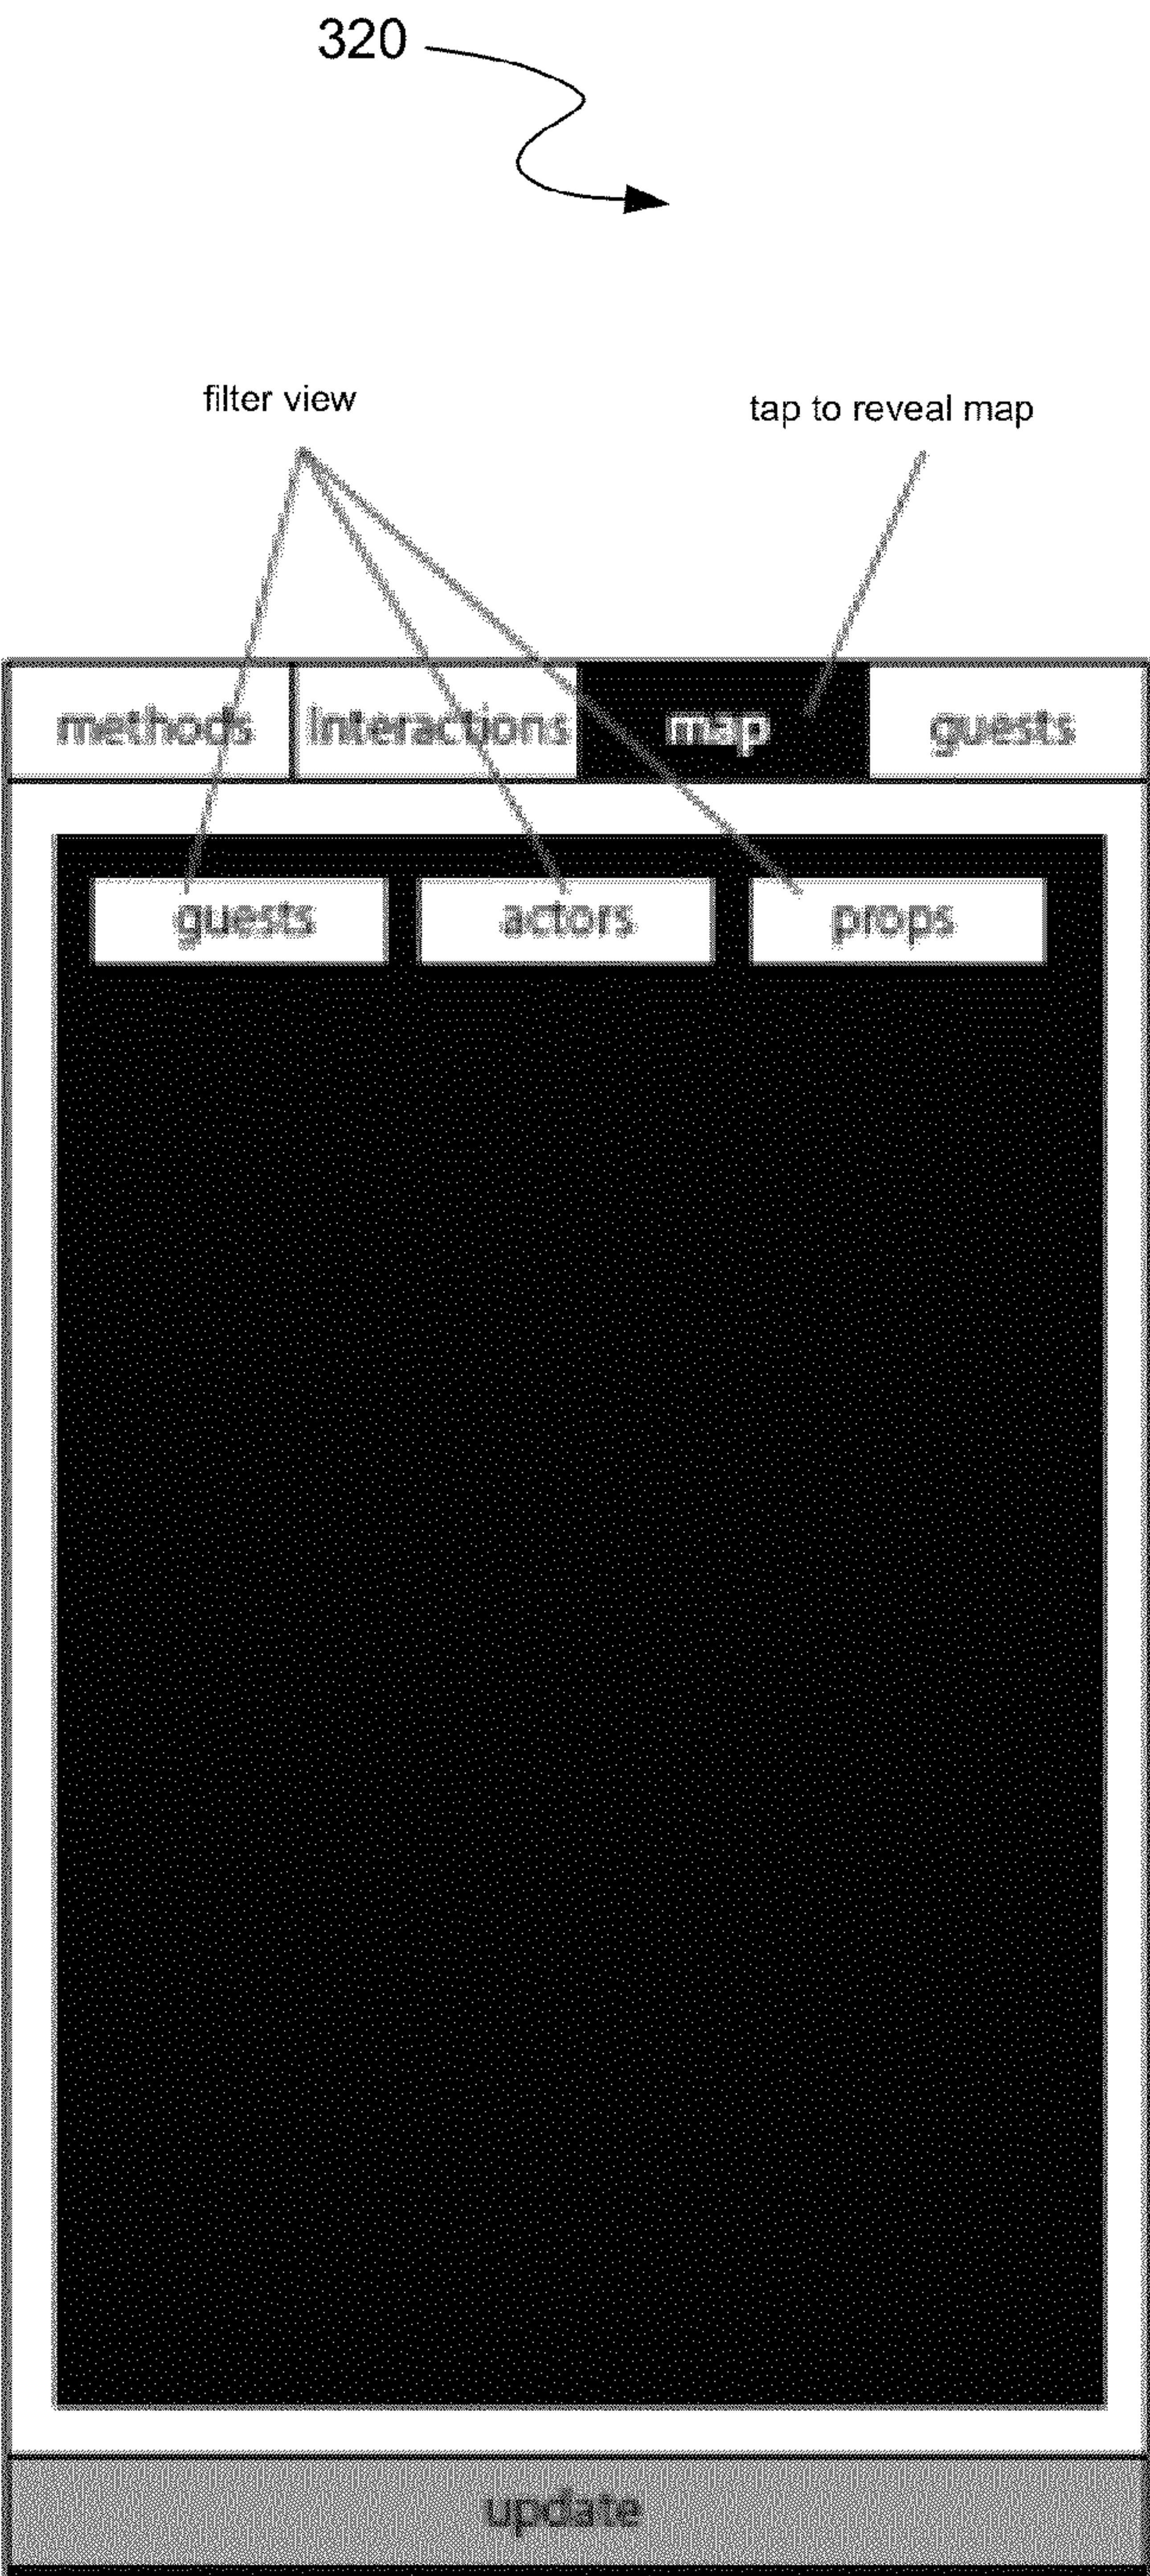 320
filter view
tap to reveal map
methods interactions map guests
guests actors props
update